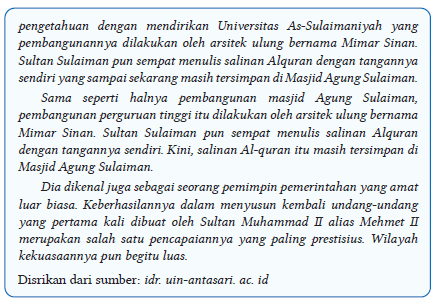 pengetahuan dengan mendirikan Universitas As-Sulaimaniyah yang
pembangunannya dilakukan oleh arsitek ulung bernama Mimar Sinan.
Sultan Sulaiman pun sempat menulis salinan Alquran dengan tangannya
sendiri yang sampai sekarang masih tersimpan di Masjid Agung Sulaiman.
Sama seperti halnya pembangunan masjid Agung Sulaiman,
pembangunan perguruan tinggi itu dilakukan oleh arsitek ulung bernama
Mimar Sinan. Sultan Sulaiman pun sempat menulis salinan Alquran
dengan tangannya sendiri. Kini, salinan Al-quran itu masih tersimpan di
Masjid Agung Sulaiman.
Dia dikenal juga sebagai seorang pemimpin pemerintahan yang amat
luar biasa. Keberhasilannya dalam menyusun kembali undang-undang
yang pertama kali dibuat oleh Sultan Muhammad II alias Mehmet II
merupakan salah satu pencapaiannya yang paling prestisius. Wilayah
kekuasaannya pun begitu luas.
Disrikan dari sumber: idr. uin-antasari. ac. id